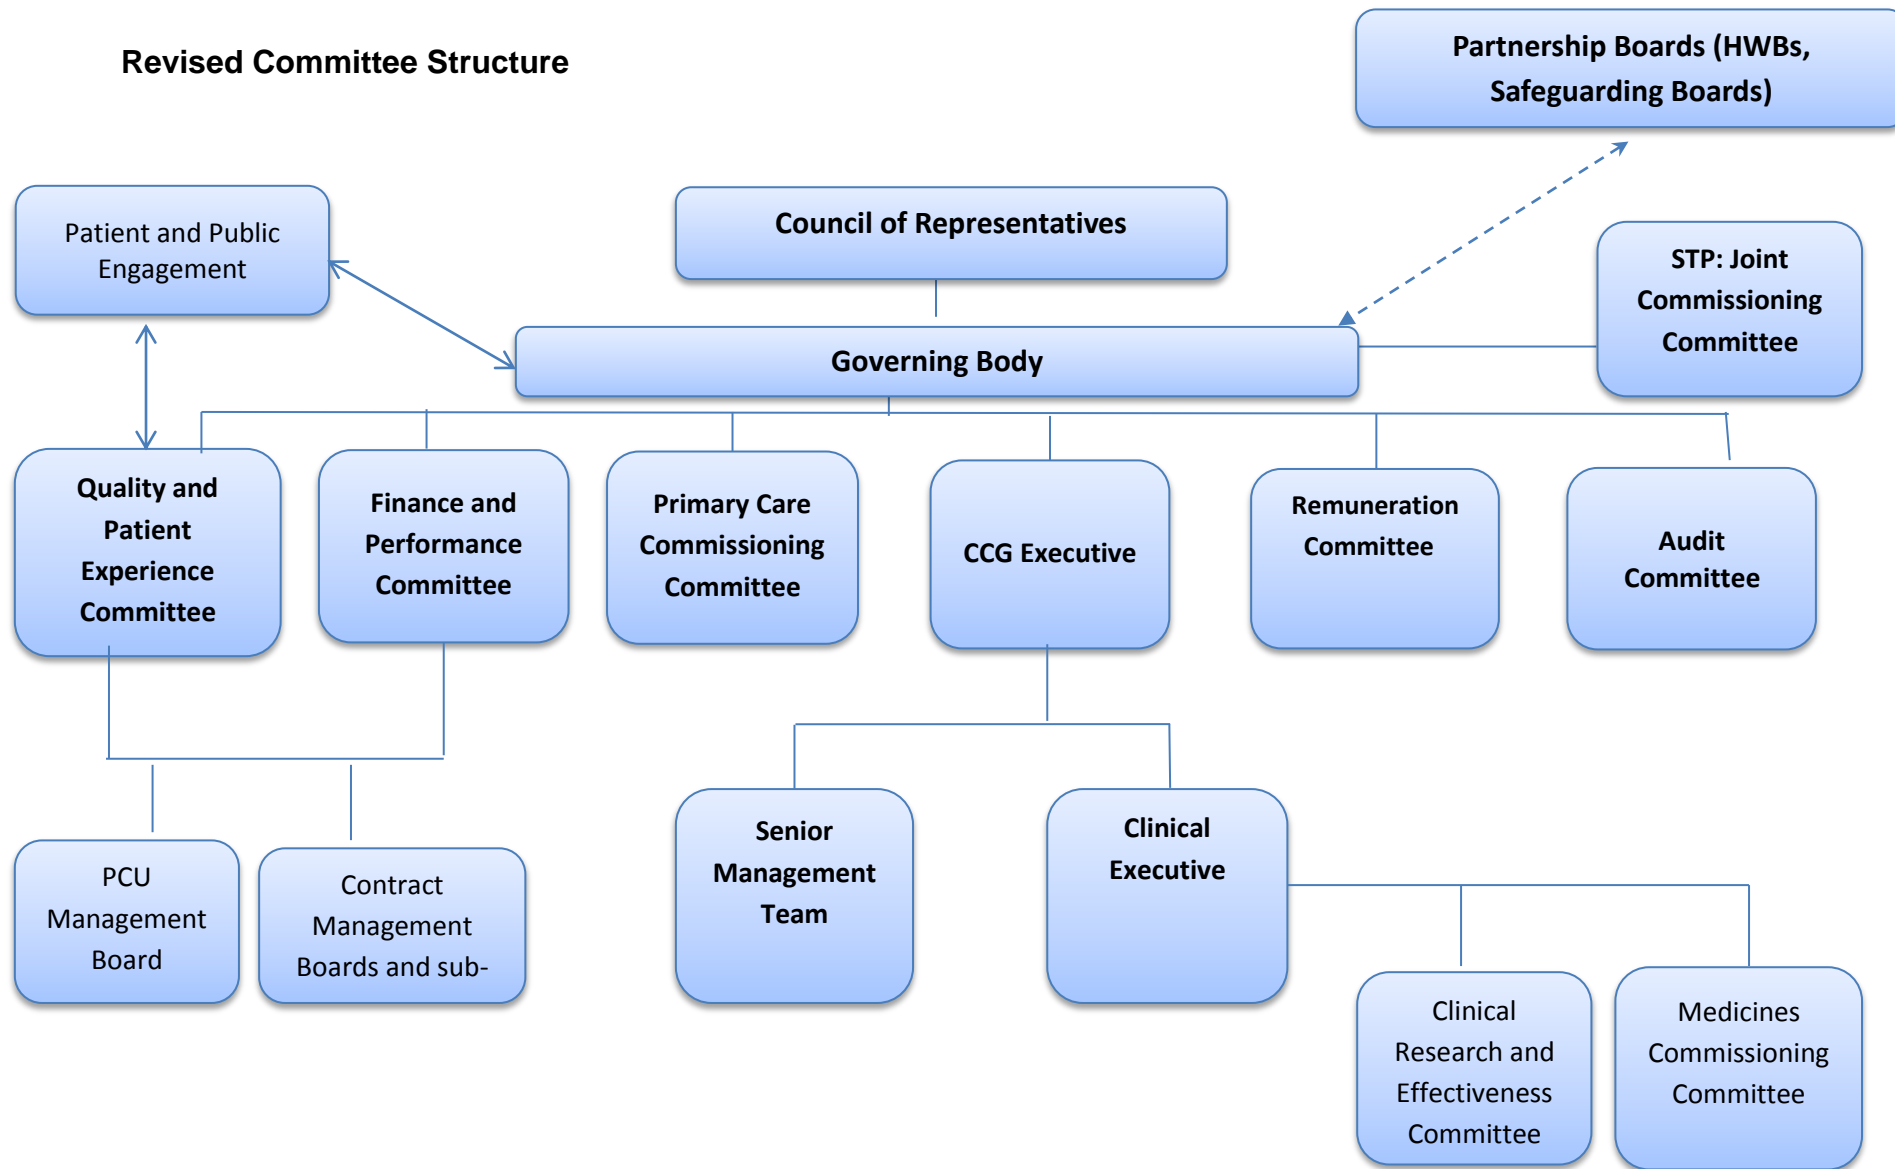 Revised Committee Structure
Partnership Boards (HWBs,
Safeguarding Boards)
Patient and Public
Engagement
Council of Representatives
STP: Joint
Commissioning
Committee
Governing Body
Quality and
Patient
Experience
Committee
Finance and
Performance
Committee
Primary Care
Commissioning
Committee
CCG Executive
Remuneration
Committee
Audit
Committee
PCU
Management
Board
Contract
Management
Boards and sub-
Senior
Management
Team
Clinical
Executive
Clinical
Research and
Effectiveness
Committee
Medicines
Commissioning
Committee